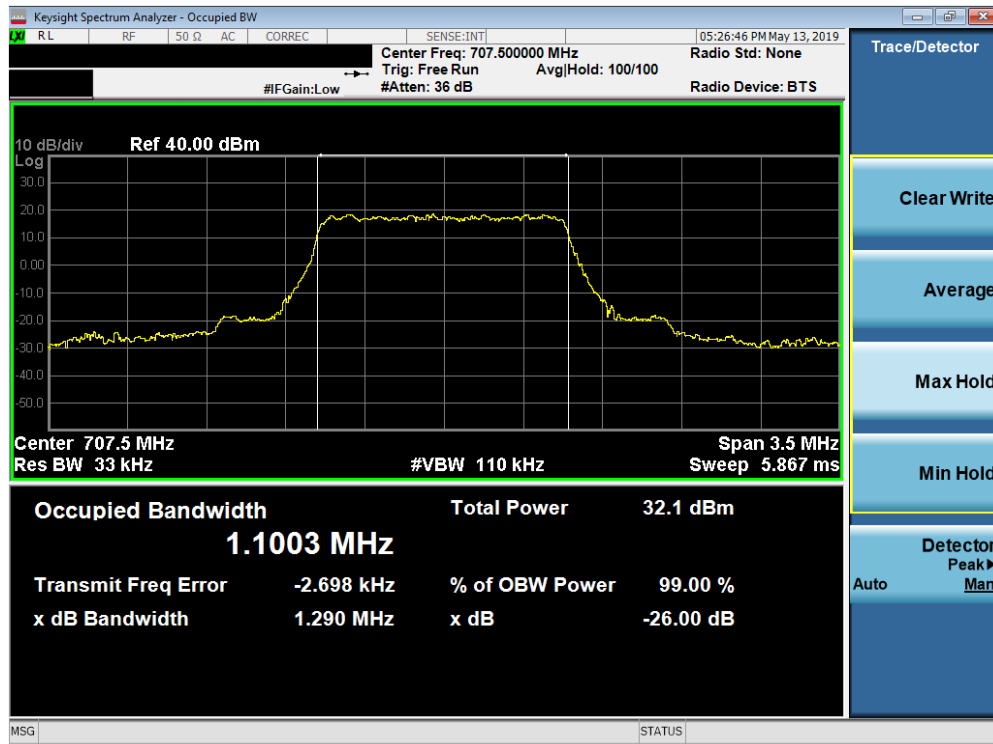 Keysight Spectrum Analyzer - Occupied BW
LXI RL RF 50 Ω AC CORREC SENSE:INT 05:26:46 PM May 13, 2019
Center Freq: 707.500000 MHz Radio Std: None
Trig: Free Run Avg|Hold: 100/100
#IFGain:Low #Atten: 36 dB Radio Device: BTS
10 dB/div Ref 40.00 dBm
Log
30.0
20.0
10.0
0.00
-10.0
-20.0
-30.0
-40.0
-50.0
Center 707.5 MHz Span 3.5 MHz
Res BW 33 kHz #VBW 110 kHz Sweep 5.867 ms
Occupied Bandwidth Total Power 32.1 dBm
1.1003 MHz
Transmit Freq Error -2.698 kHz % of OBW Power 99.00 %
x dB Bandwidth 1.290 MHz x dB -26.00 dB
MSG STATUS
Trace/Detector
Clear Write
Average
Max Hold
Min Hold
Detector
Peak▶
Auto Man